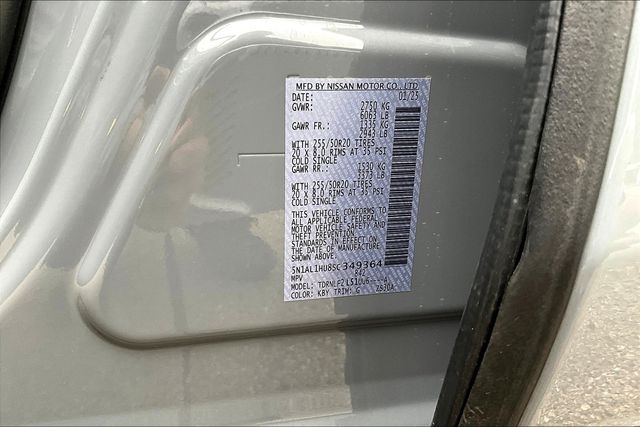 MFD BY NISSAN MOTOR CO., LTD
DATE: 01/25
GVWR: 2750 KG
6063 LB
GAWR FR.: 1335 KG
2943 LB
WITH 255/50R20 TIRES
20 X 8.0 RIMS AT 35 PSI
COLD SINGLE
GAWR RR.: 1530 KG
3373 LB
WITH 255/50R20 TIRES
20 X 8.0 RIMS AT 35 PSI
COLD SINGLE
THIS VEHICLE CONFORMS TO
ALL APPLICABLE FEDERAL
MOTOR VEHICLE SAFETY AND
THEFT PREVENTION
STANDARDS IN EFFECT ON
THE DATE OF MANUFACTURE
SHOWN ABOVE.
5N1AL1HU8SC349364
MPV 842
MODEL:
COLOR: KBY TRIM: G